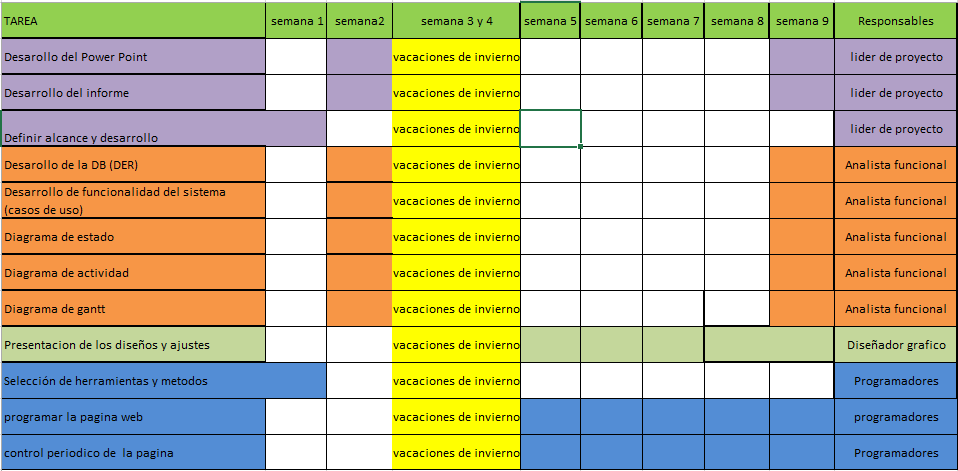 TAREA semana 1 semana2 semana 3 y 4 semana 5 semana 6 semana 7 semana 8 semana 9 Responsables
Desarollo del Power Point vacaciones de invierno lider de proyecto
Desarrollo del informe vacaciones de invierno lider de proyecto
Definir alcance y desarrollo vacaciones de invierno lider de proyecto
Desarollo de la DB (DER) vacaciones de invierno Analista funcional
Desarrollo de funcionalidad del sistema
(casos de uso) vacaciones de invierno Analista funcional
Diagrama de estado vacaciones de invierno Analista funcional
Diagrama de actividad vacaciones de invierno Analista funcional
Diagrama de gantt vacaciones de invierno Analista funcional
Presentacion de los diseños y ajustes vacaciones de invierno Diseñador grafico
Selección de herramientas y metodos vacaciones de invierno Programadores
programar la pagina web vacaciones de invierno programadores
control periodico de la pagina vacaciones de invierno Programadores